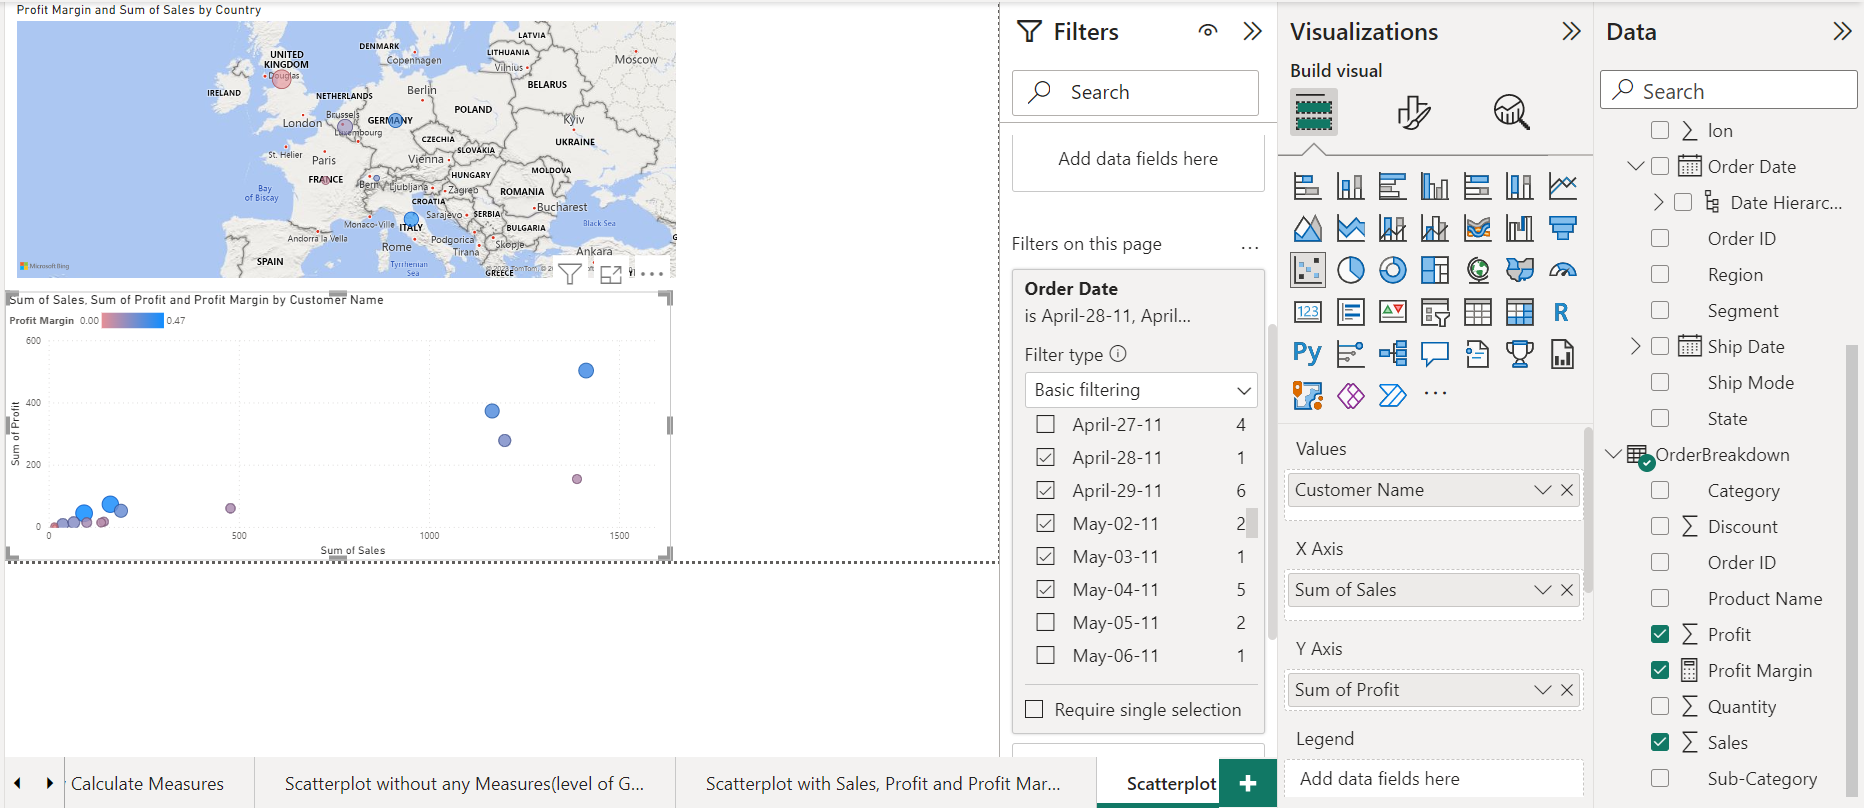 Profit Margin and Sum of Sales by Country
LATVIA
DENMARK
LITHUANIA
UNITED
KINGDOM
Copenhagen
Vilnius
Moscow
Douglas
IRELAND
NETHERLANDS
Berlin
BELARUS
POLAND
London
Brussels
GERMANY
Kyiv
Luxembourg
CZECHIA
UKRAINE
St. Helier
Paris
Vienna
SLOVAKIA
FRANCE
Bern
HUNGARY
MOLDOVA
Bay
of Biscay
Ljubljana
Zagreb
ROMANIA
CROATIA
Bucharest
Monaco-Ville
ITALY
Sarajevo
SERBIA
Black Sea
Andorra la Vella
Rome
Podgorica
BULGARIA
Skopje
Tirana
Ankara
SPAIN
Tyrrhenian
Sea
GREECE
Microsoft Bing
Sum of Sales, Sum of Profit and Profit Margin by Customer Name
Profit Margin 0.00 0.47
600
400
200
0
Sum of Profit
0 500 1000 1500
Sum of Sales
Filters
Search
Add data fields here
Filters on this page
...
Order Date
is April-28-11, April...
Filter type
Basic filtering
April-27-11 4
April-28-11 1
April-29-11 6
May-02-11 2
May-03-11 1
May-04-11 5
May-05-11 2
May-06-11 1
Require single selection
Visualizations
Build visual
123
R
Py
...
Values
Customer Name
X Axis
Sum of Sales
Y Axis
Sum of Profit
Legend
Add data fields here
Data
Search
lon
Order Date
Date Hierarc...
Order ID
Region
Segment
Ship Date
Ship Mode
State
OrderBreakdown
Category
Discount
Order ID
Product Name
Profit
Profit Margin
Quantity
Sales
Sub-Category
Calculate Measures
Scatterplot without any Measures(level of G...
Scatterplot with Sales, Profit and Profit Mar...
Scatterplot